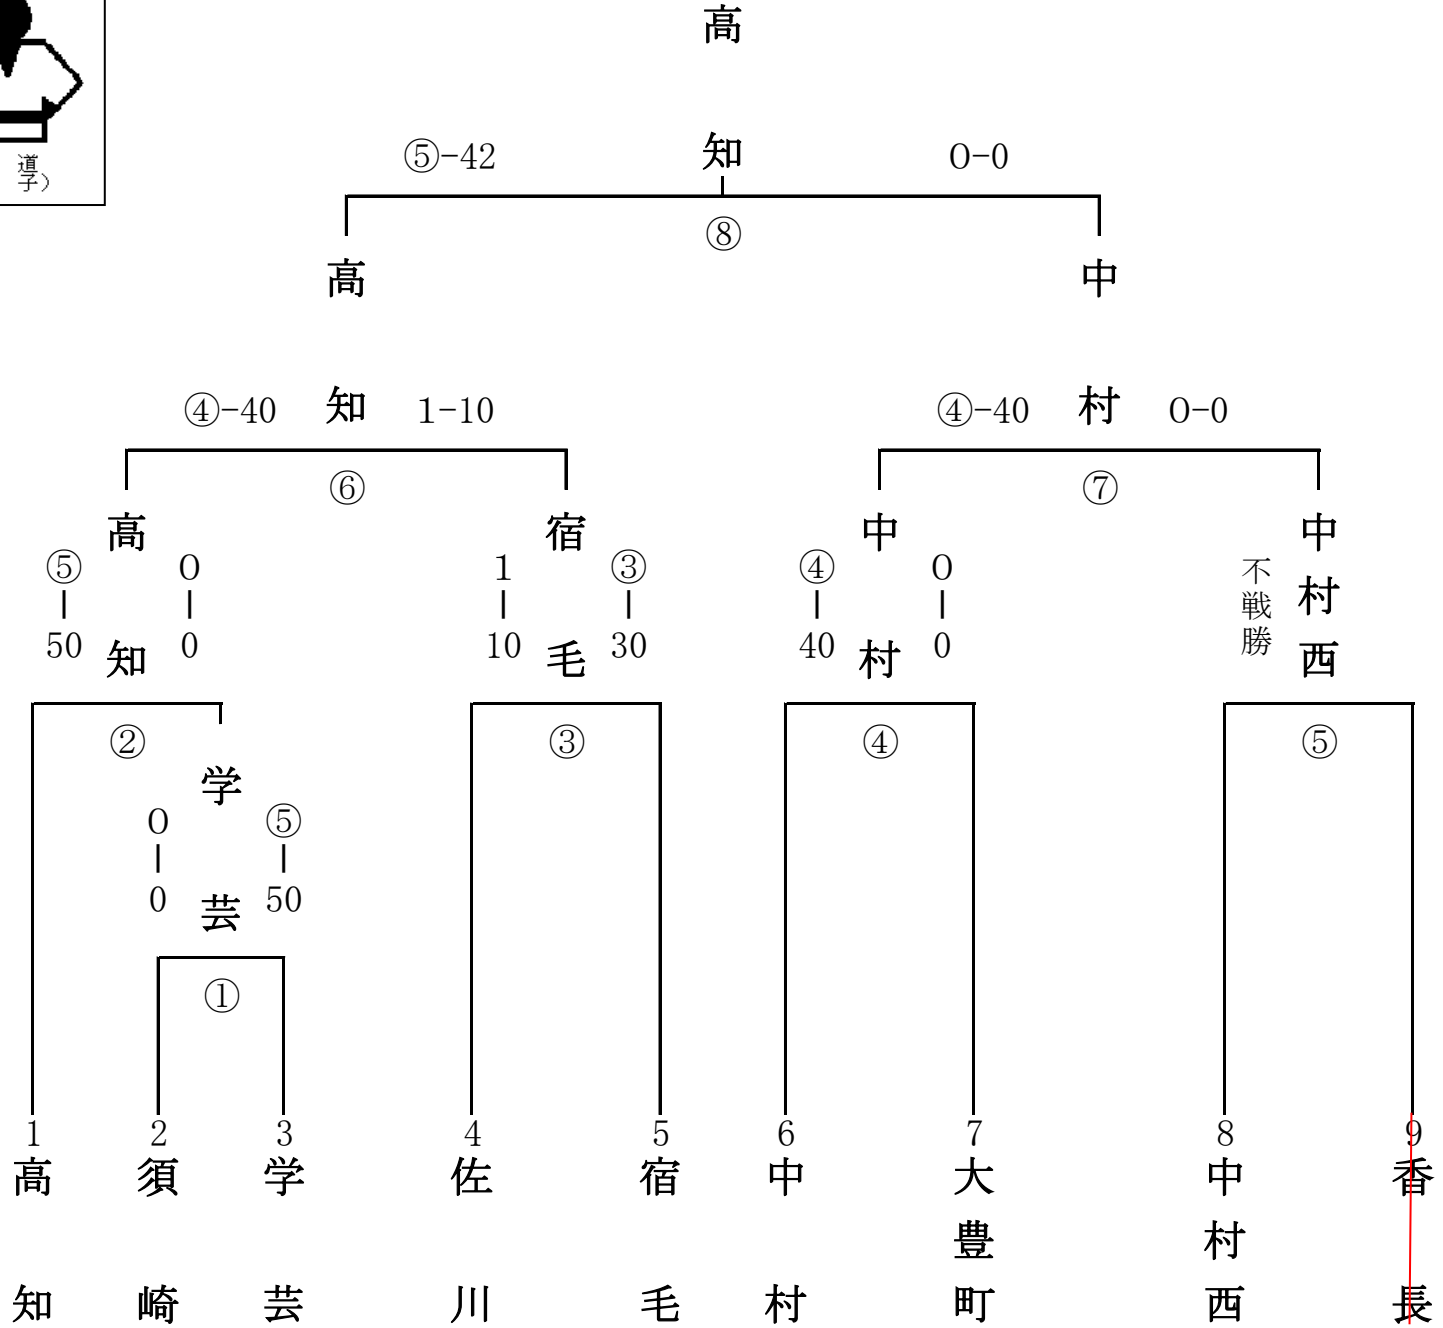 道子）
高知
⑤-42 0-0
⑧
高知
中村
④-40 1-10
④-40 0-0
⑥ ⑦
高知
⑤-50 0-0
宿毛
1-10 ③-30
中村
④-40 0-0
中村西
不戦勝
② ③ ④ ⑤
学芸
0-0 ⑤-50
①
1 高知
2 須崎
3 学芸
4 佐川
5 宿毛
6 中村
7 大豊町
8 中村西
9 香長